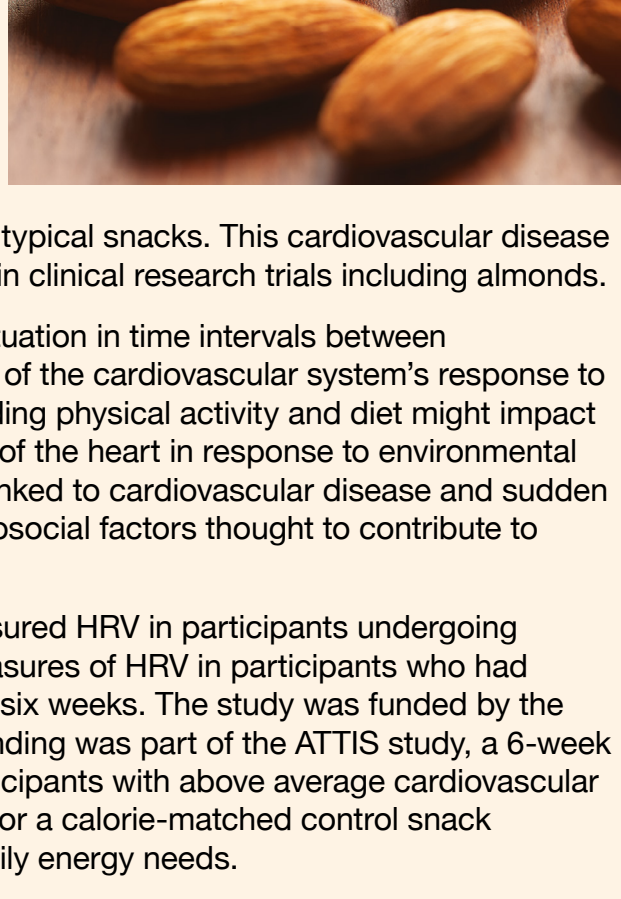 typical snacks. This cardiovascular disease
in clinical research trials including almonds.
tuation in time intervals between
of the cardiovascular system’s response to
ling physical activity and diet might impact
of the heart in response to environmental
nked to cardiovascular disease and sudden
osocial factors thought to contribute to
sured HRV in participants undergoing
asures of HRV in participants who had
six weeks. The study was funded by the
nding was part of the ATTIS study, a 6-week
cipants with above average cardiovascular
or a calorie-matched control snack
ily energy needs.